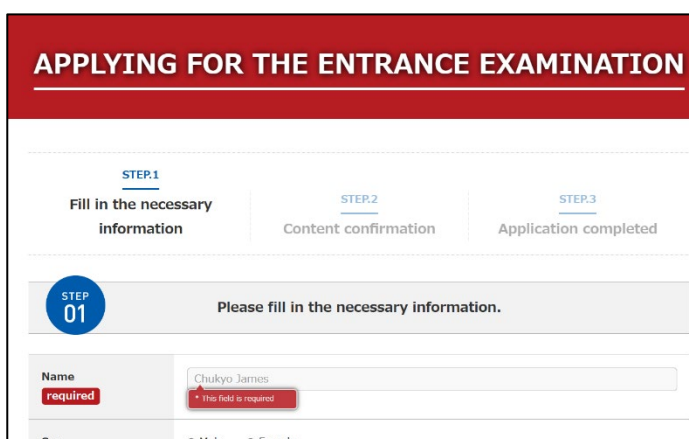 APPLYING FOR THE ENTRANCE EXAMINATION
STEP.1
Fill in the necessary
information
STEP.2
Content confirmation
STEP.3
Application completed
STEP
01
Please fill in the necessary information.
Name
required
Chukyo James
* This field is required